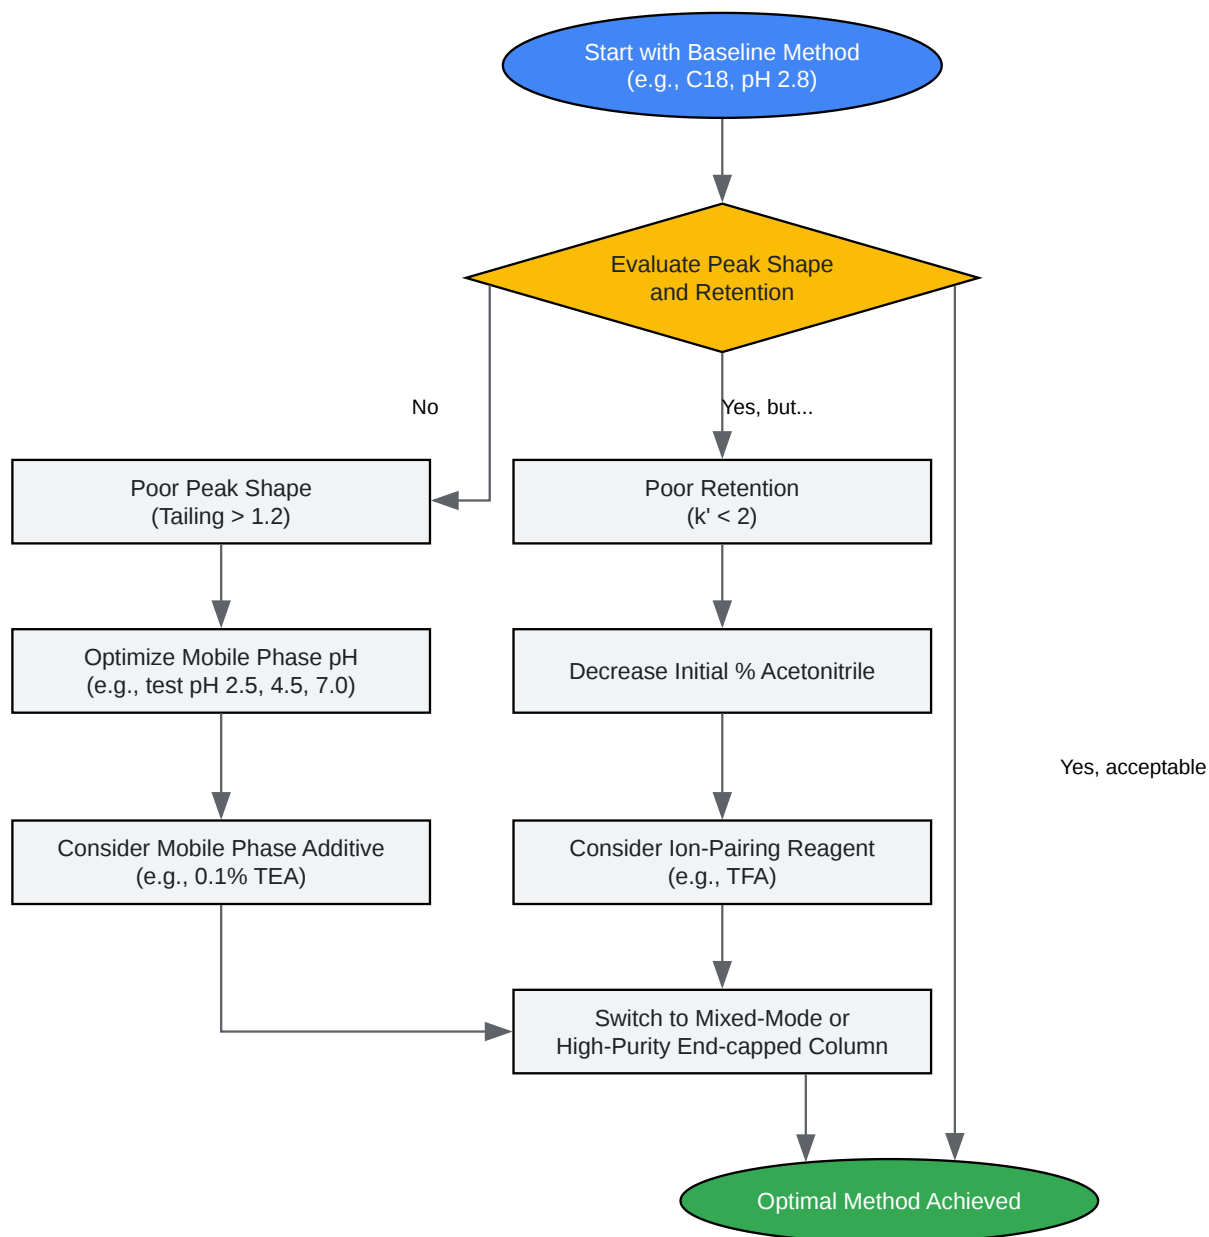 Start with Baseline Method
(e.g., C18, pH 2.8)
Evaluate Peak Shape
and Retention
No
Yes, but...
Poor Peak Shape
(Tailing > 1.2)
Poor Retention
(k' < 2)
Optimize Mobile Phase pH
(e.g., test pH 2.5, 4.5, 7.0)
Decrease Initial % Acetonitrile
Yes, acceptable
Consider Mobile Phase Additive
(e.g., 0.1% TEA)
Consider Ion-Pairing Reagent
(e.g., TFA)
Switch to Mixed-Mode or
High-Purity End-capped Column
Optimal Method Achieved